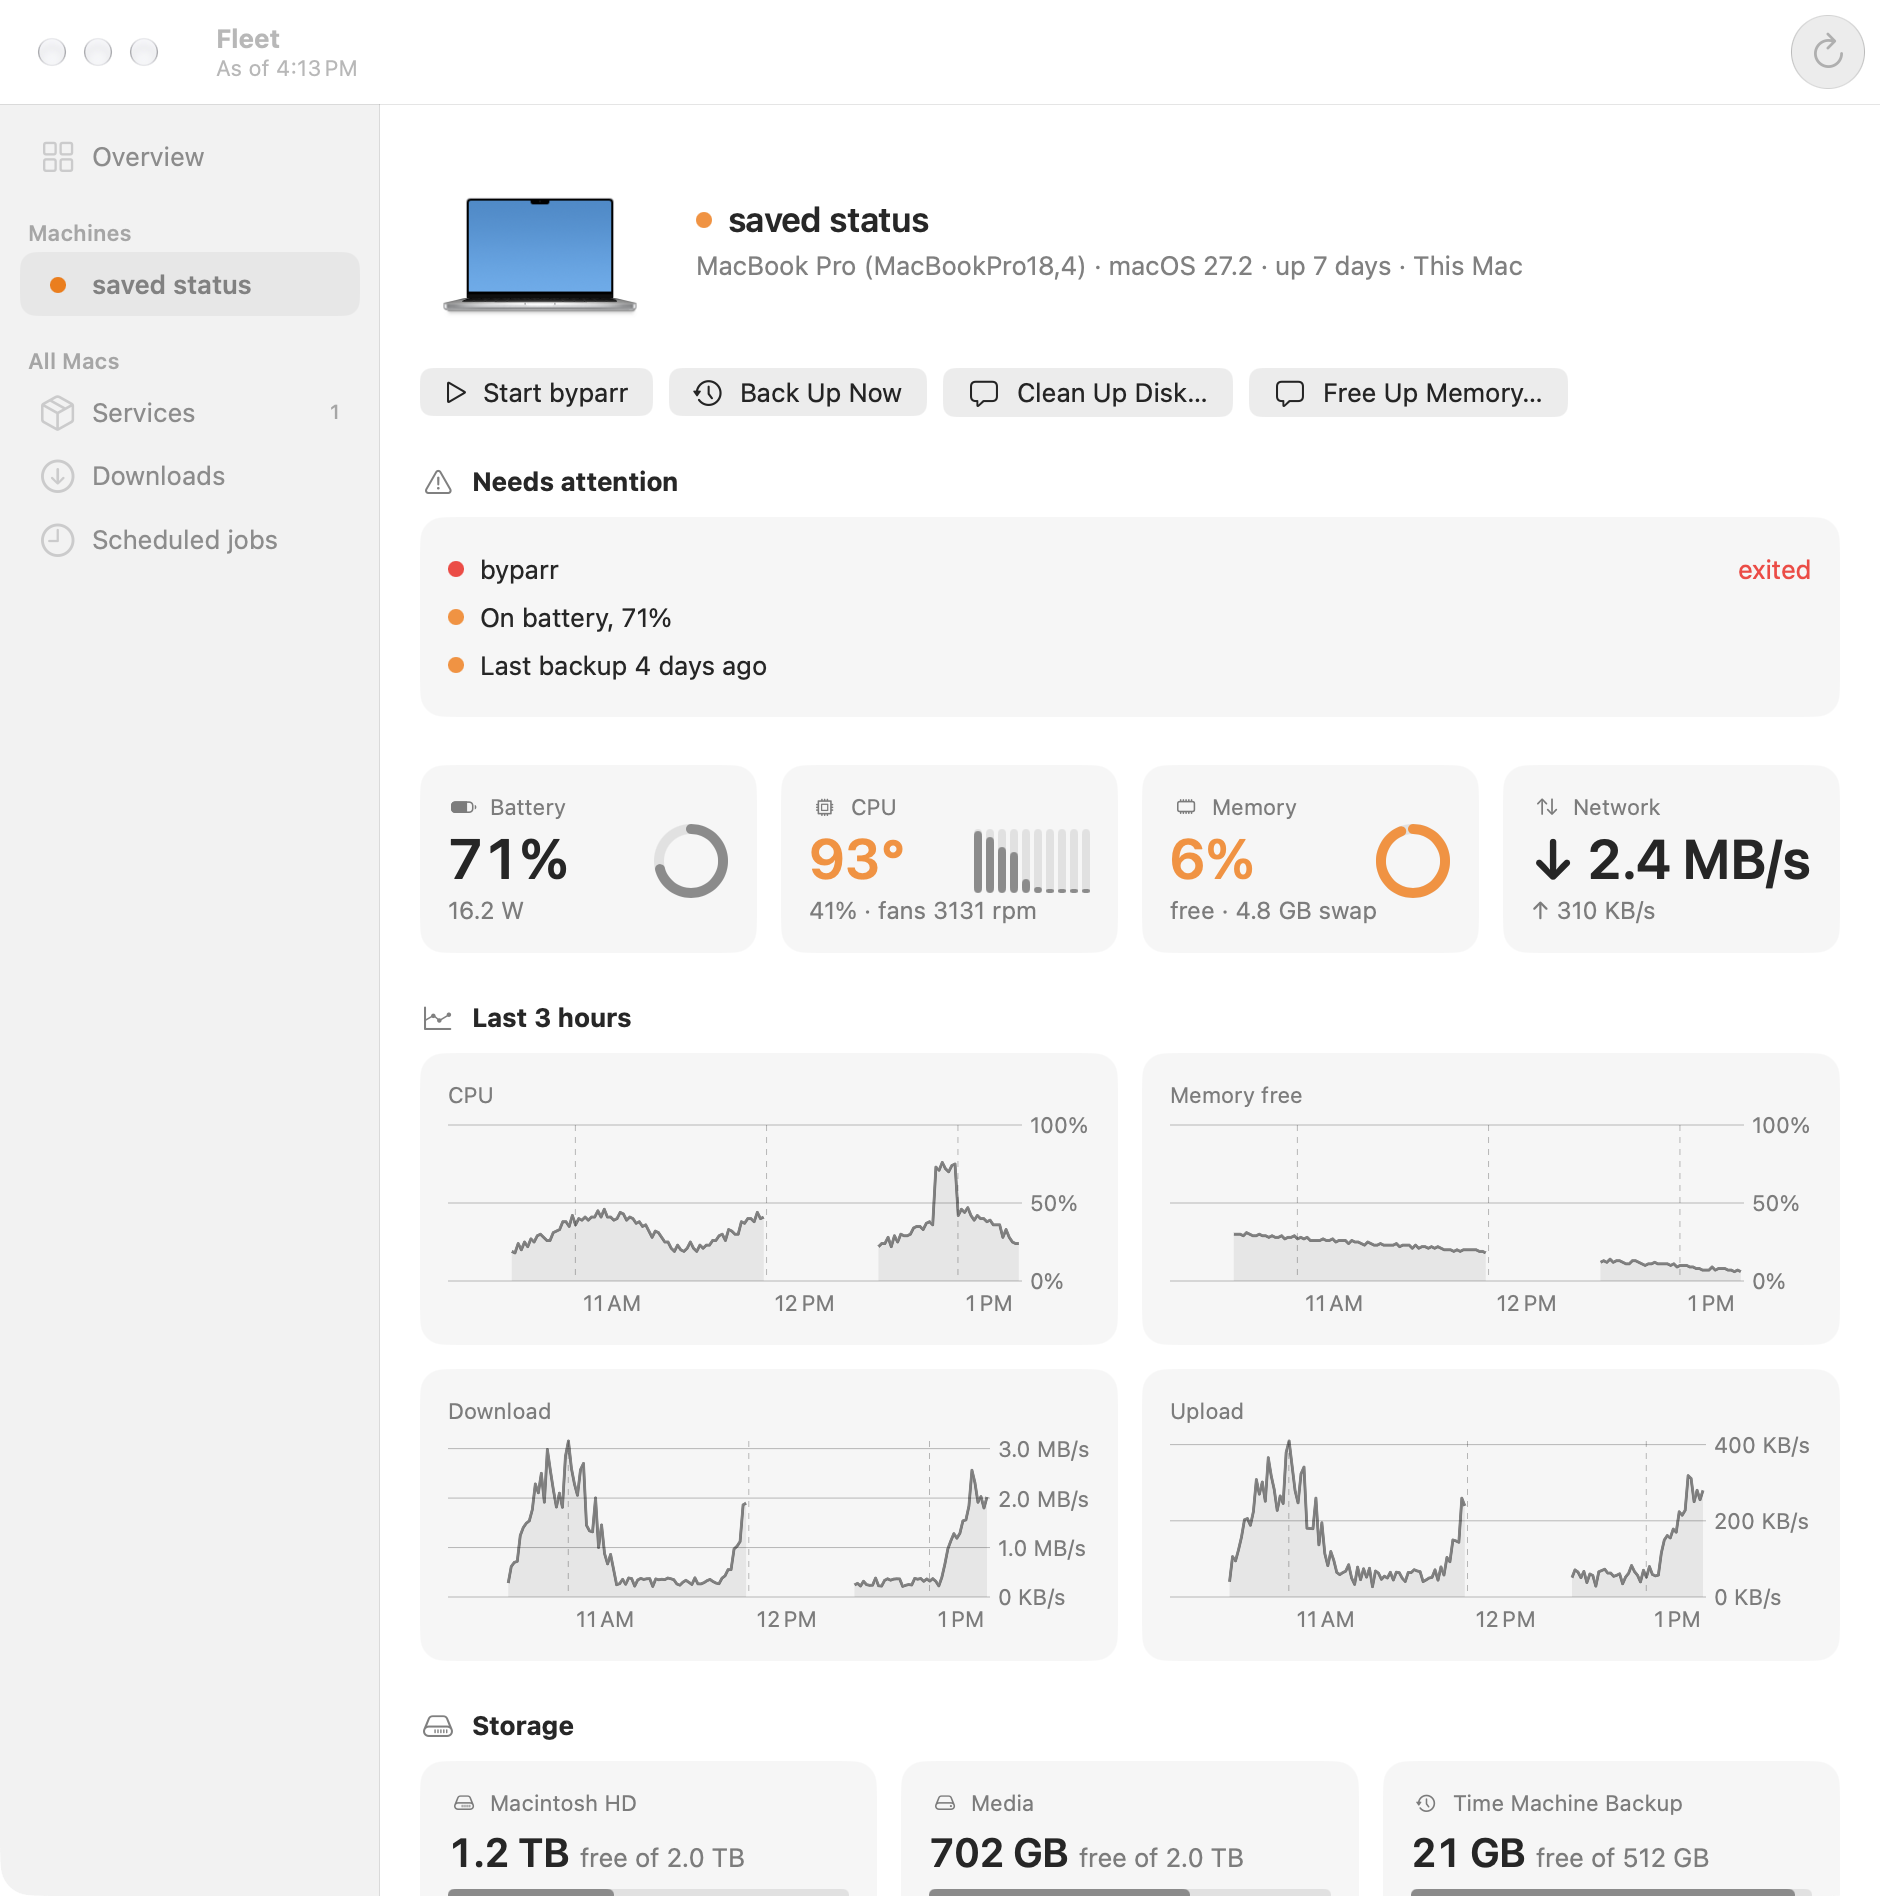 Fleet
As of 4:13 PM
Overview
Machines
saved status
All Macs
Services 1
Downloads
Scheduled jobs
saved status
MacBook Pro (MacBookPro18,4) · macOS 27.2 · up 7 days · This Mac
Start byparr
Back Up Now
Clean Up Disk...
Free Up Memory...
Needs attention
byparr exited
On battery, 71%
Last backup 4 days ago
Battery
71%
16.2 W
CPU
93°
41% · fans 3131 rpm
Memory
6%
free · 4.8 GB swap
Network
↓ 2.4 MB/s
↑ 310 KB/s
Last 3 hours
CPU
100%
50%
0%
11 AM 12 PM 1 PM
Memory free
100%
50%
0%
11 AM 12 PM 1 PM
Download
3.0 MB/s
2.0 MB/s
1.0 MB/s
0 KB/s
11 AM 12 PM 1 PM
Upload
400 KB/s
200 KB/s
0 KB/s
11 AM 12 PM 1 PM
Storage
Macintosh HD
1.2 TB free of 2.0 TB
Media
702 GB free of 2.0 TB
Time Machine Backup
21 GB free of 512 GB